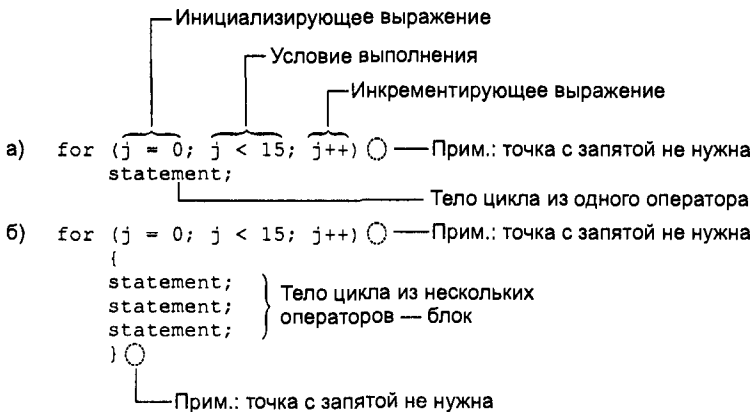 Инициализирующее выражение
Условие выполнения
Инкрементирующее выражение
а) for (j = 0; j < 15; j++) Прим.: точка с запятой не нужна
statement;
Тело цикла из одного оператора
б) for (j = 0; j < 15; j++) Прим.: точка с запятой не нужна
{
statement;
statement; Тело цикла из нескольких
statement; операторов — блок
}
Прим.: точка с запятой не нужна